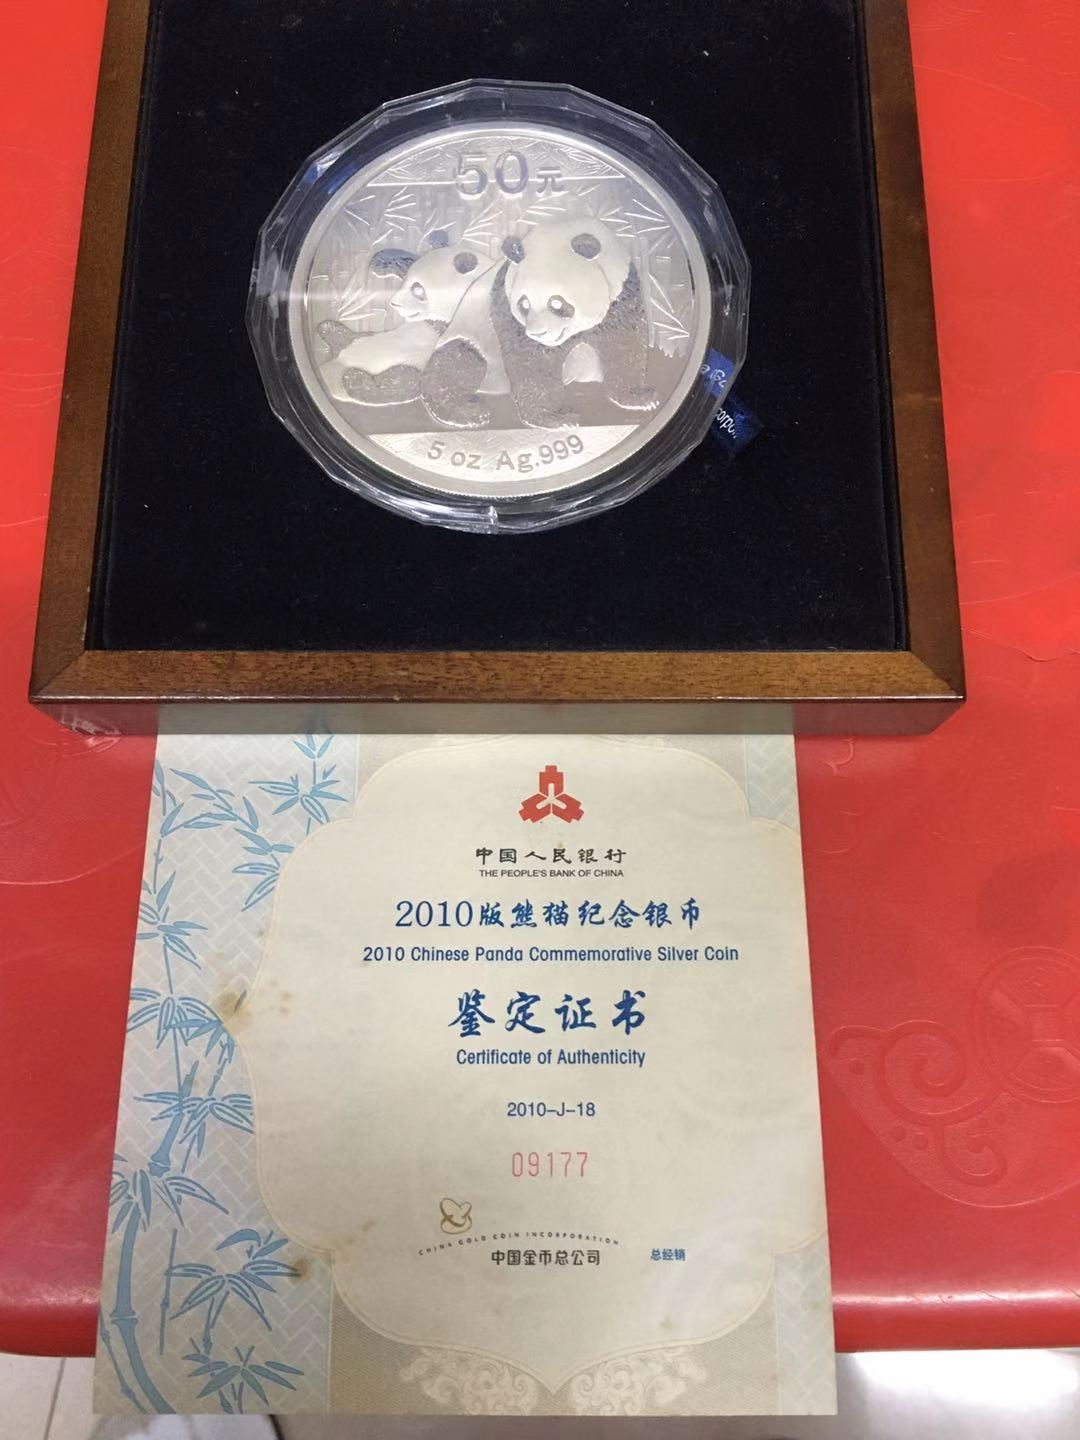 50元
5 oz Ag.999
中国人民银行
THE PEOPLE'S BANK OF CHINA
2010版熊猫纪念银币
2010 Chinese Panda Commemorative Silver Coin
鉴定证书
Certificate of Authenticity
2010-J-18
09177
CHINA GOLD COIN INCORPORATION
中国金币总公司 总经销